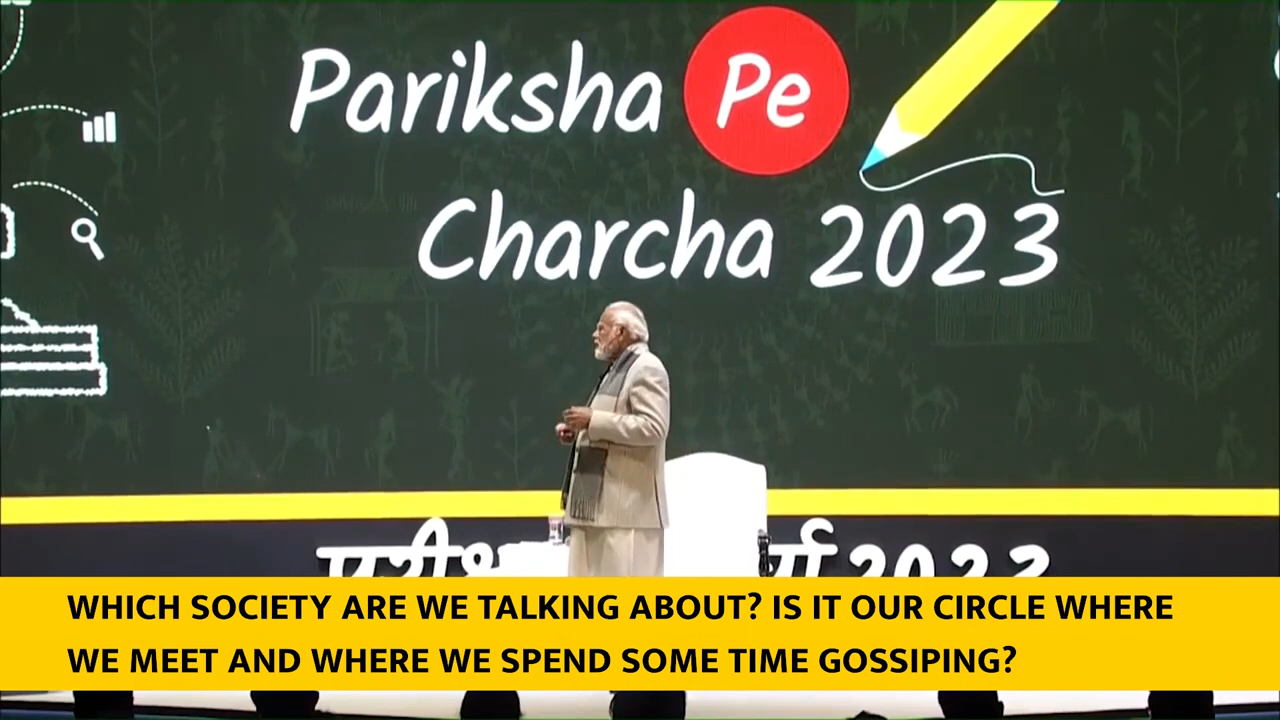 Pariksha Pe
Charcha 2023
2023
WHICH SOCIETY ARE WE TALKING ABOUT? IS IT OUR CIRCLE WHERE
WE MEET AND WHERE WE SPEND SOME TIME GOSSIPING?